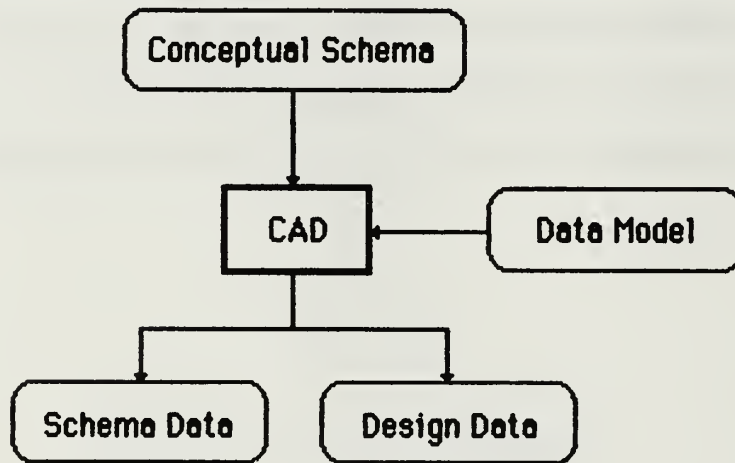 Conceptual Schema
CAD
Data Model
Schema Data
Design Data